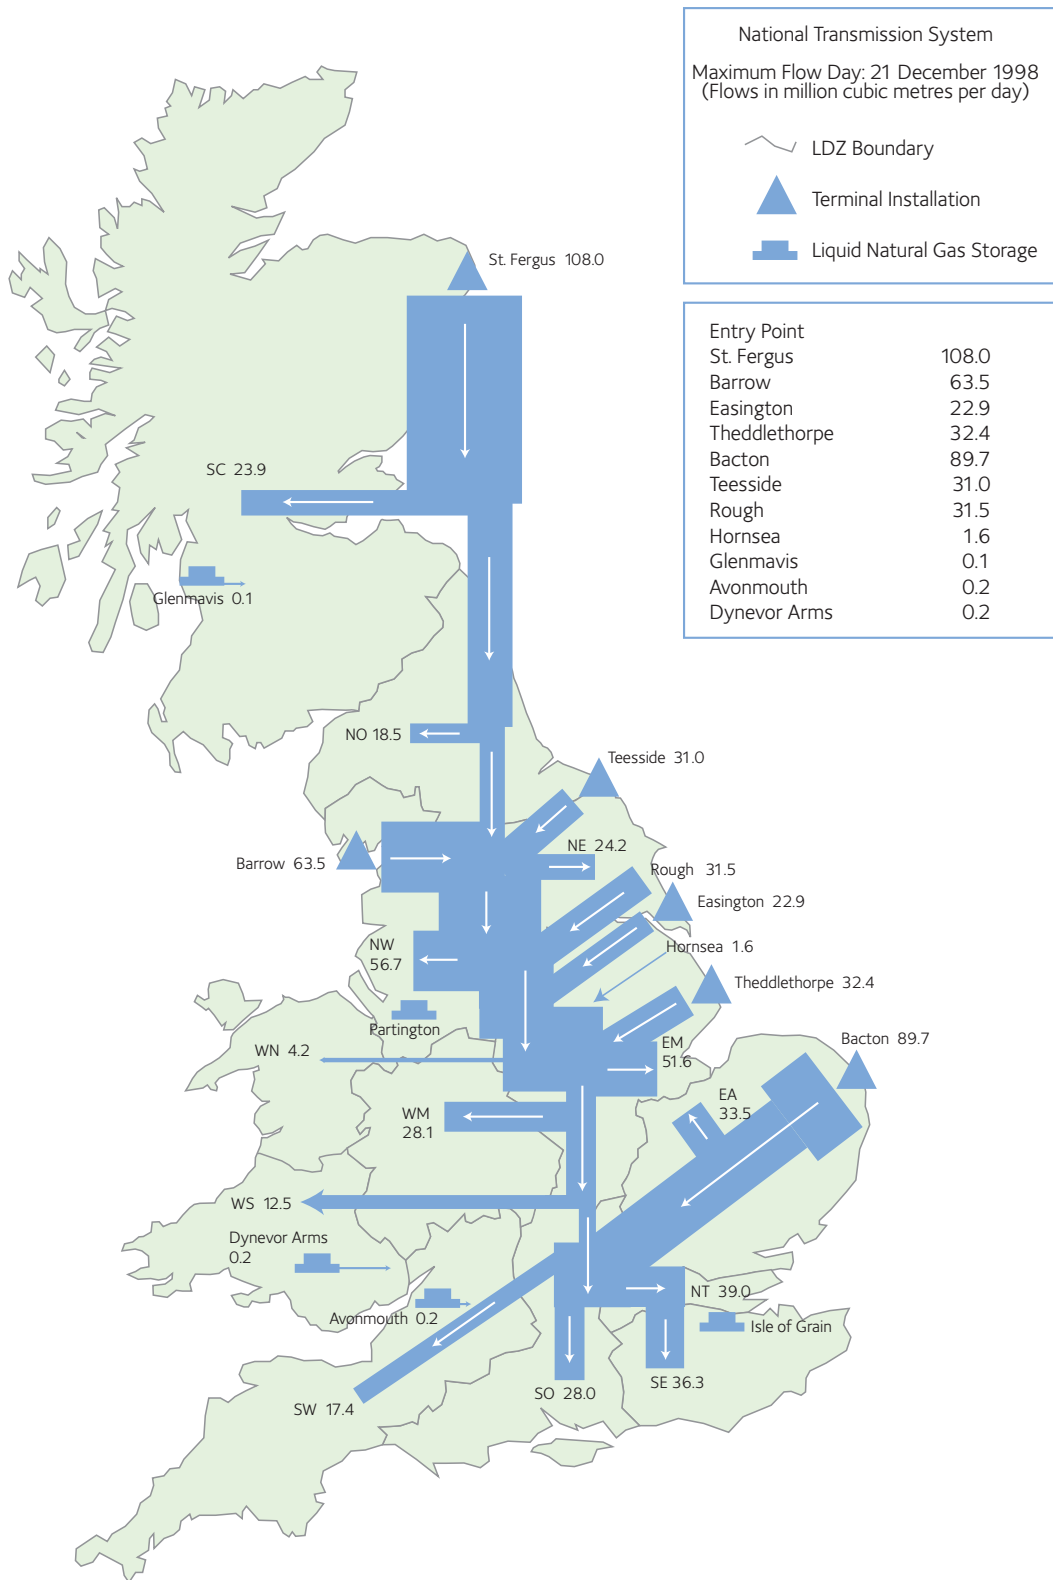 National Transmission System
Maximum Flow Day: 21 December 1998
(Flows in million cubic metres per day)
LDZ Boundary
Terminal Installation
Liquid Natural Gas Storage
Entry Point
St. Fergus 108.0
Barrow 63.5
Easington 22.9
Theddlethorpe 32.4
Bacton 89.7
Teesside 31.0
Rough 31.5
Hornsea 1.6
Glenmavis 0.1
Avonmouth 0.2
Dynevor Arms 0.2
St. Fergus 108.0
SC 23.9
Glenmavis 0.1
NO 18.5
Teesside 31.0
Barrow 63.5
NE 24.2
Rough 31.5
Easington 22.9
NW
56.7
Hornsea 1.6
Theddlethorpe 32.4
Partington
WN 4.2
EM
51.6
Bacton 89.7
WM
28.1
EA
33.5
WS 12.5
Dynevor Arms
0.2
Avonmouth 0.2
NT 39.0
Isle of Grain
SW 17.4
SO 28.0
SE 36.3